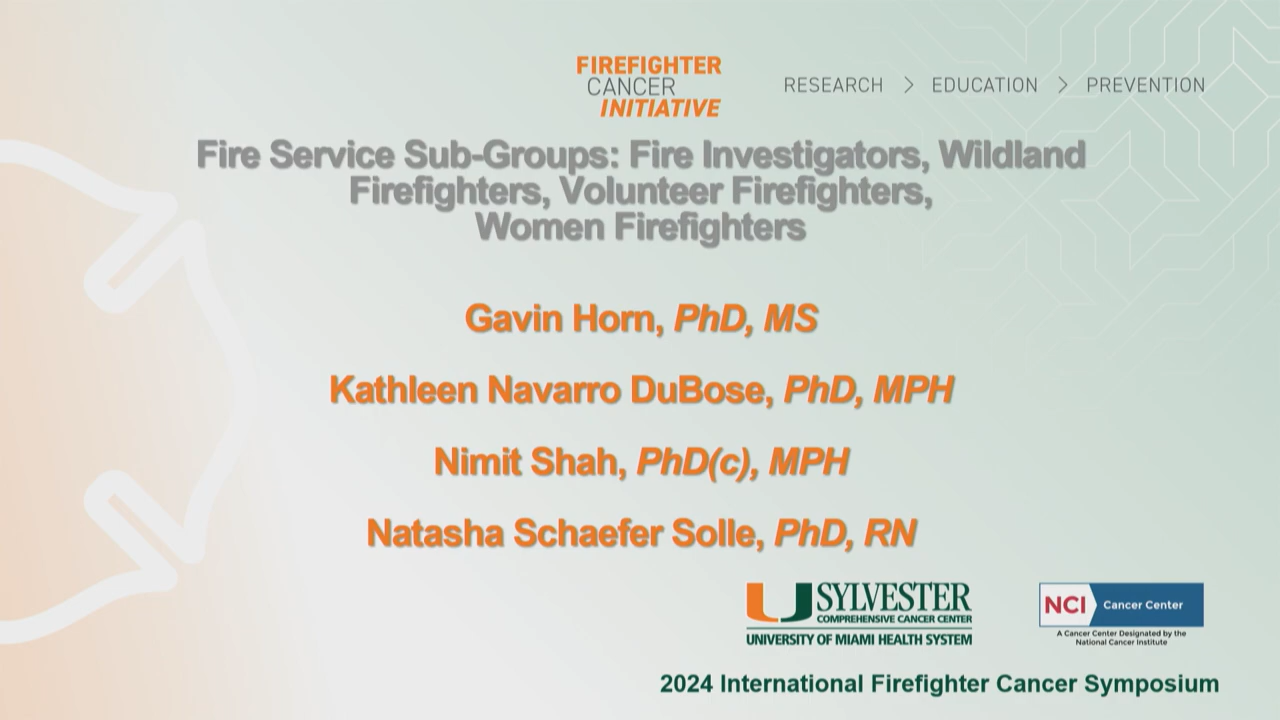 FIREFIGHTER
CANCER
INITIATIVE
RESEARCH > EDUCATION > PREVENTION
Fire Service Sub-Groups: Fire Investigators, Wildland
Firefighters, Volunteer Firefighters,
Women Firefighters
Gavin Horn, PhD, MS
Kathleen Navarro DuBose, PhD, MPH
Nimit Shah, PhD(c), MPH
Natasha Schaefer Solle, PhD, RN
U SYLVESTER
COMPREHENSIVE CANCER CENTER
UNIVERSITY OF MIAMI HEALTH SYSTEM
NCI Cancer Center
A Cancer Center Designated by the
National Cancer Institute
2024 International Firefighter Cancer Symposium